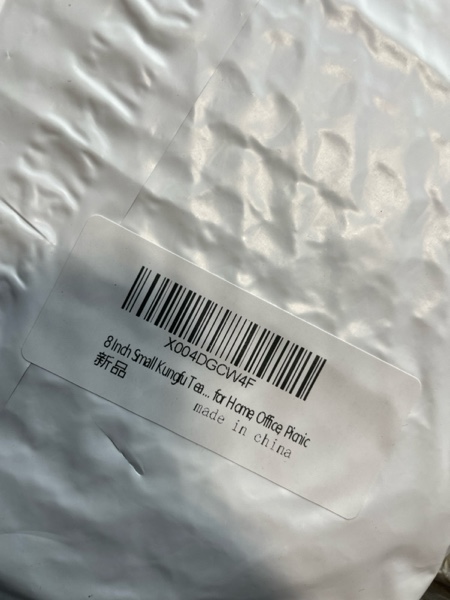 X004DGCW4F
8 Inch Small Kungfu Tea... for Home, Office, Picnic
新品
made in china